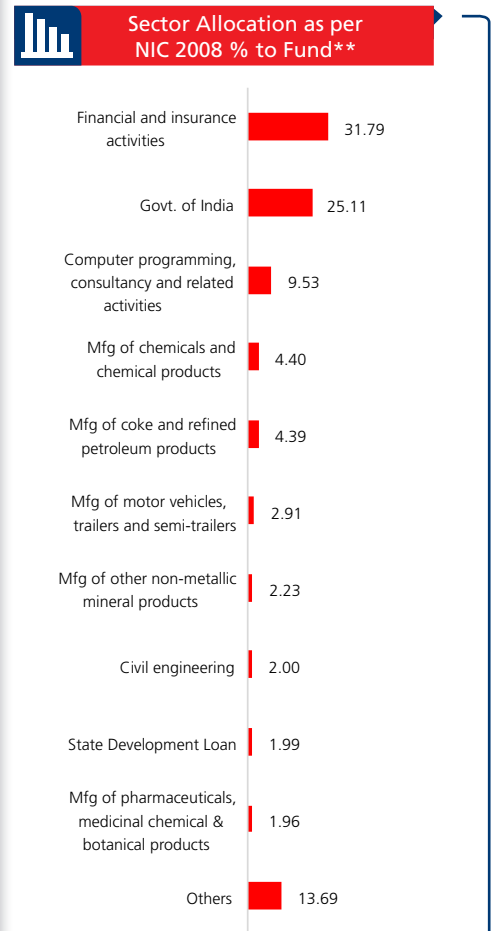 Sector Allocation as per
NIC 2008 % to Fund**
Financial and insurance
activities
31.79
Govt. of India
25.11
Computer programming,
consultancy and related
activities
9.53
Mfg of chemicals and
chemical products
4.40
Mfg of coke and refined
petroleum products
4.39
Mfg of motor vehicles,
trailers and semi-trailers
2.91
Mfg of other non-metallic
mineral products
2.23
Civil engineering
2.00
State Development Loan
1.99
Mfg of pharmaceuticals,
medicinal chemical &
botanical products
1.96
Others
13.69